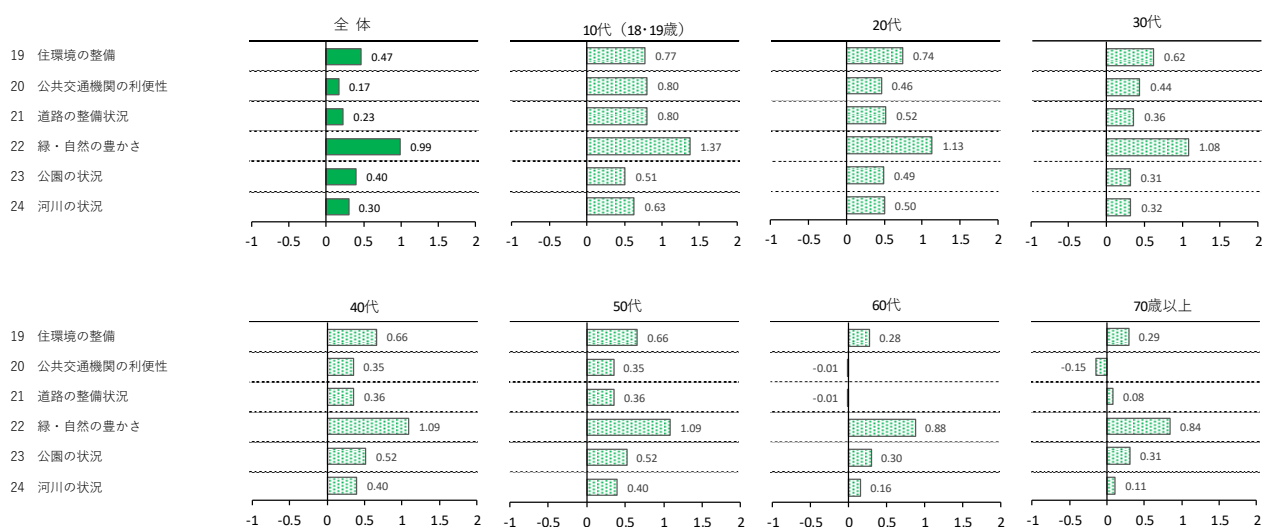 全 体 10代（18・19歳） 20代 30代
19 住環境の整備 0.47 0.77 0.74 0.62
20 公共交通機関の利便性 0.17 0.80 0.46 0.44
21 道路の整備状況 0.23 0.80 0.52 0.36
22 緑・自然の豊かさ 0.99 1.37 1.13 1.08
23 公園の状況 0.40 0.51 0.49 0.31
24 河川の状況 0.30 0.63 0.50 0.32
-1 -0.5 0 0.5 1 1.5 2 -1 -0.5 0 0.5 1 1.5 2 -1 -0.5 0 0.5 1 1.5 2 -1 -0.5 0 0.5 1 1.5 2
40代 50代 60代 70歳以上
19 住環境の整備 0.66 0.66 0.28 0.29
20 公共交通機関の利便性 0.35 0.35 -0.01 -0.15
21 道路の整備状況 0.36 0.36 -0.01 0.08
22 緑・自然の豊かさ 1.09 1.09 0.88 0.84
23 公園の状況 0.52 0.52 0.30 0.31
24 河川の状況 0.40 0.40 0.16 0.11
-1 -0.5 0 0.5 1 1.5 2 -1 -0.5 0 0.5 1 1.5 2 -1 -0.5 0 0.5 1 1.5 2 -1 -0.5 0 0.5 1 1.5 2